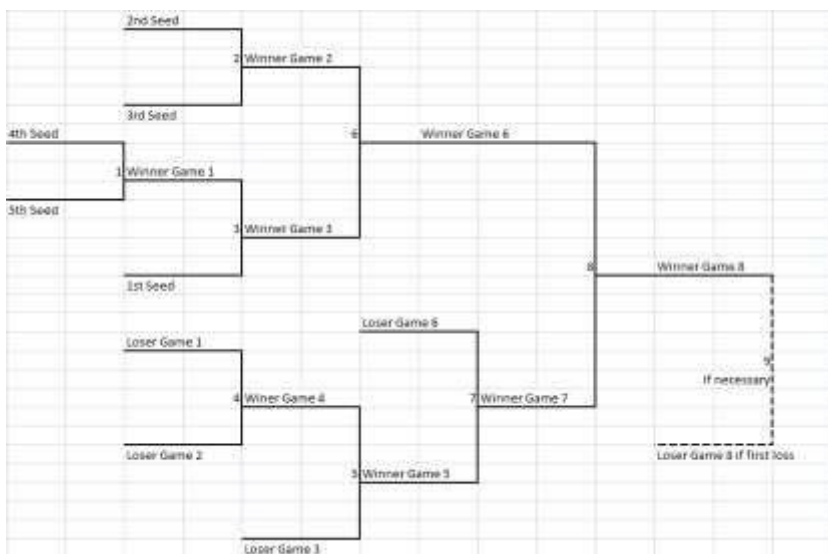 2nd Seed
2 Winner Game 2
3rd Seed
4th Seed
6 Winner Game 6
1 Winner Game 1
5th Seed
3 Winner Game 3
8 Winner Game 8
1st Seed
Loser Game 6
Loser Game 1
9
If necessary
4 Winer Game 4
7 Winner Game 7
Loser Game 2
Loser Game 8 if first loss
5 Winner Game 5
Loser Game 3